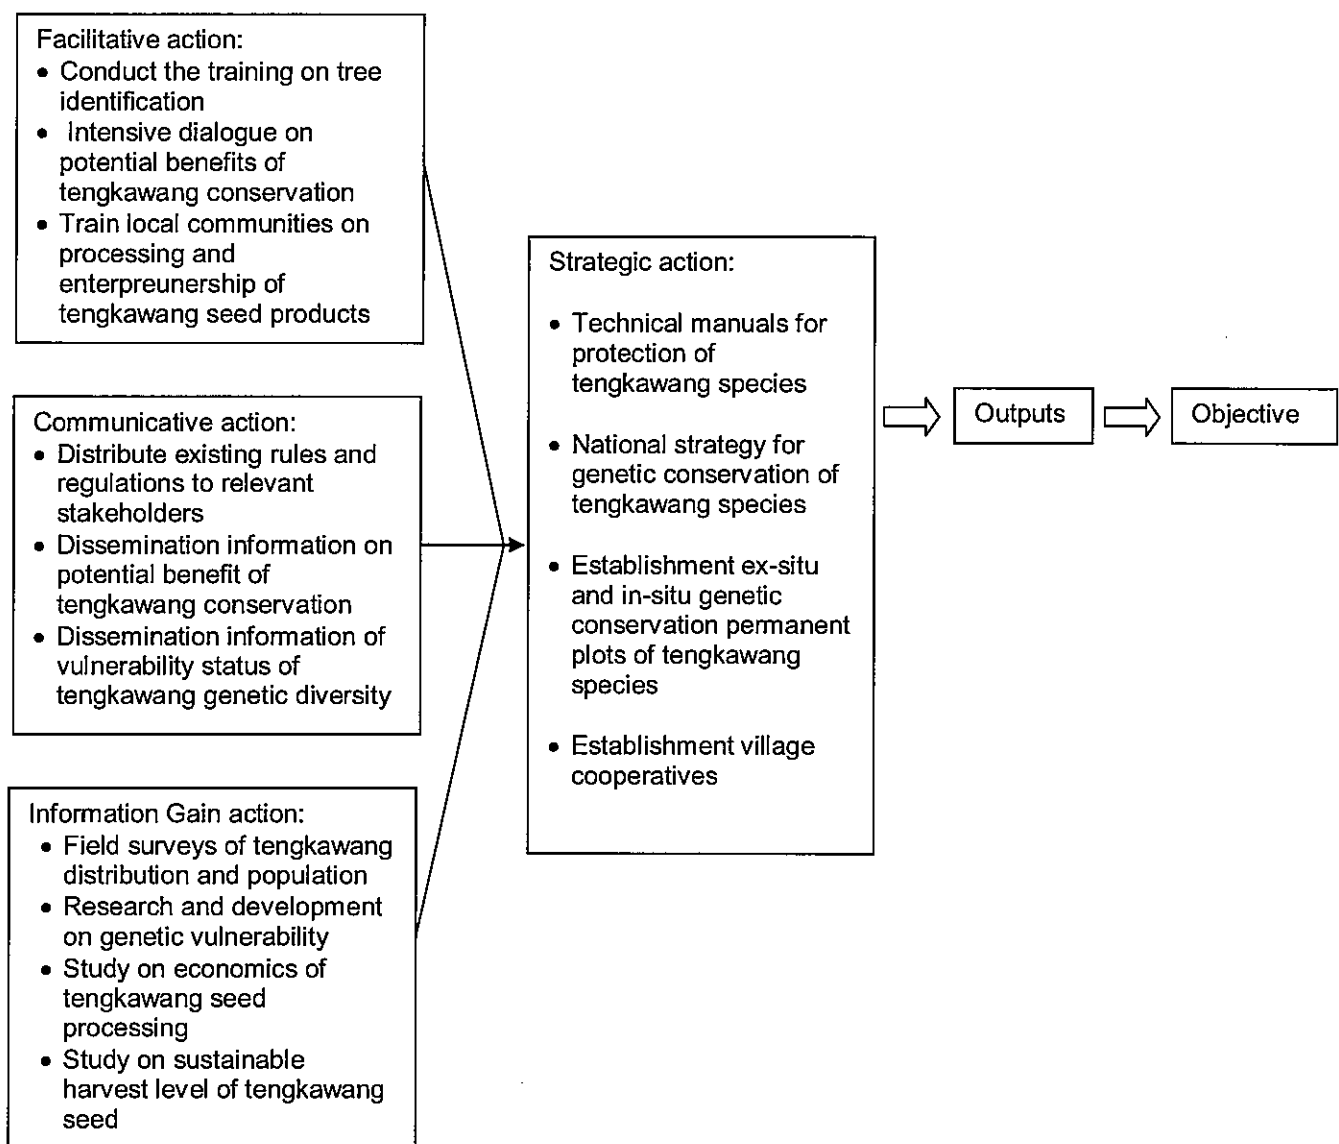 Facilitative action:
• Conduct the training on tree
identification
• Intensive dialogue on
potential benefits of
tengkawang conservation
• Train local communities on
processing and
enterpreunership of
tengkawang seed products
Communicative action:
• Distribute existing rules and
regulations to relevant
stakeholders
• Dissemination information on
potential benefit of
tengkawang conservation
• Dissemination information of
vulnerability status of
tengkawang genetic diversity
Information Gain action:
• Field surveys of tengkawang
distribution and population
• Research and development
on genetic vulnerability
• Study on economics of
tengkawang seed
processing
• Study on sustainable
harvest level of tengkawang
seed
Strategic action:
• Technical manuals for
protection of
tengkawang species
• National strategy for
genetic conservation of
tengkawang species
• Establishment ex-situ
and in-situ genetic
conservation permanent
plots of tengkawang
species
• Establishment village
cooperatives
Outputs
Objective